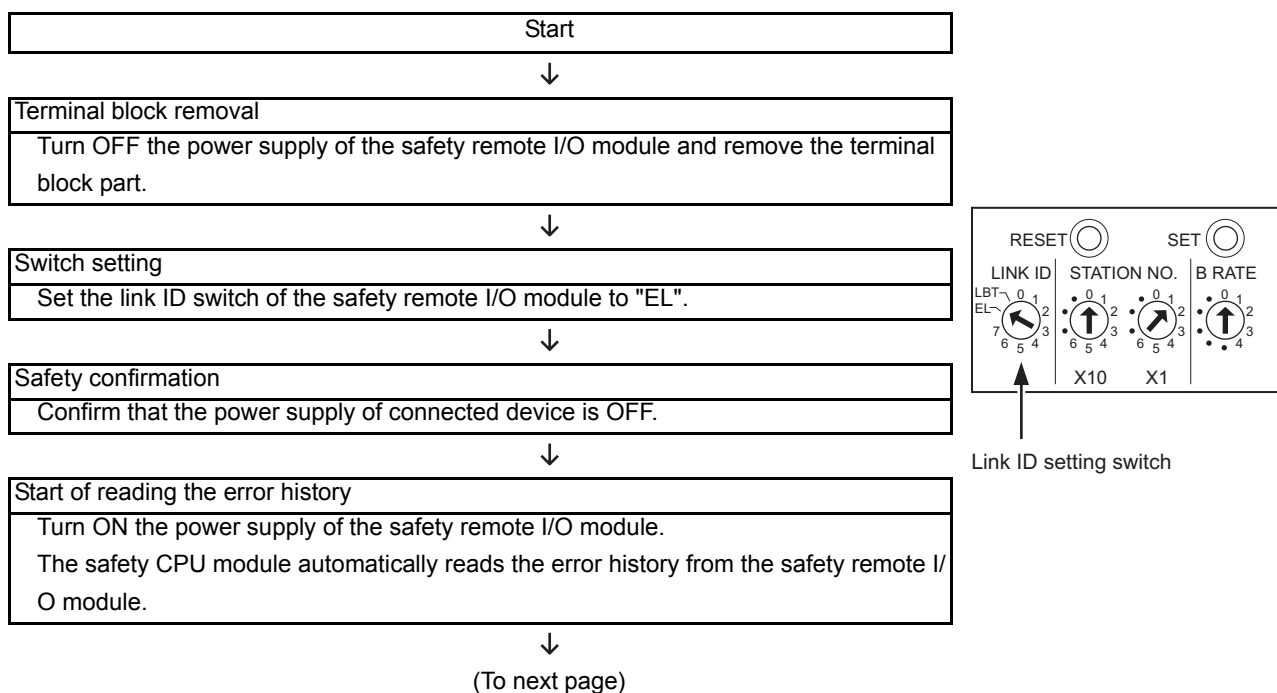 Start
↓
Terminal block removal
Turn OFF the power supply of the safety remote I/O module and remove the terminal
block part.
↓
Switch setting
Set the link ID switch of the safety remote I/O module to "EL".
↓
Safety confirmation
Confirm that the power supply of connected device is OFF.
↓
Start of reading the error history
Turn ON the power supply of the safety remote I/O module.
The safety CPU module automatically reads the error history from the safety remote I/
O module.
↓
(To next page)
RESET SET
LINK ID STATION NO. B RATE
LBT 0 1 2 3 4 5 6 7 EL
0 1 2 3 4 5 6
0 1 2 3 4 5 6
0 1 2 3 4
X10 X1
Link ID setting switch